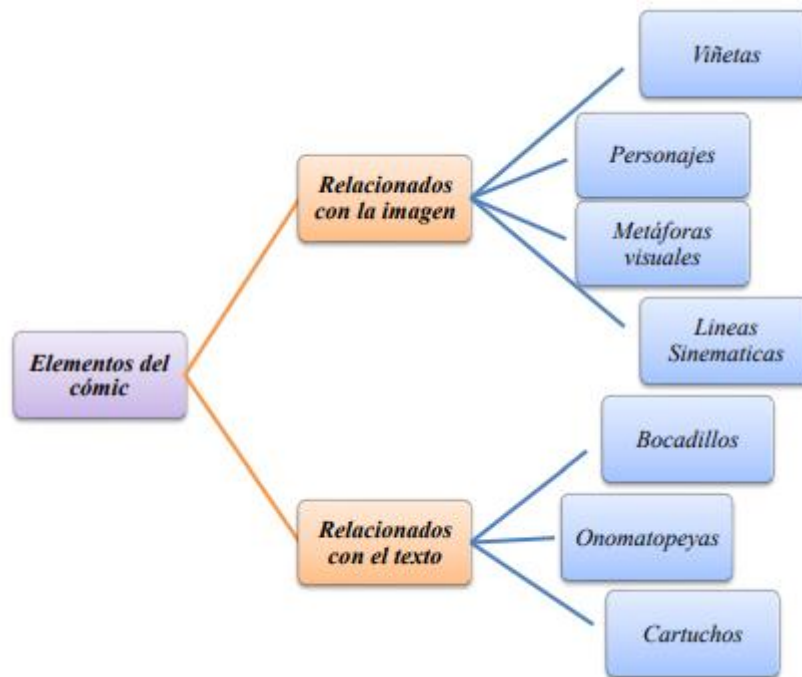 Viñetas
Personajes
Relacionados
con la imagen
Metáforas
visuales
Lineas
Sinematicas
Elementos del
cómic
Bocadillos
Relacionados
con el texto
Onomatopeyas
Cartuchos